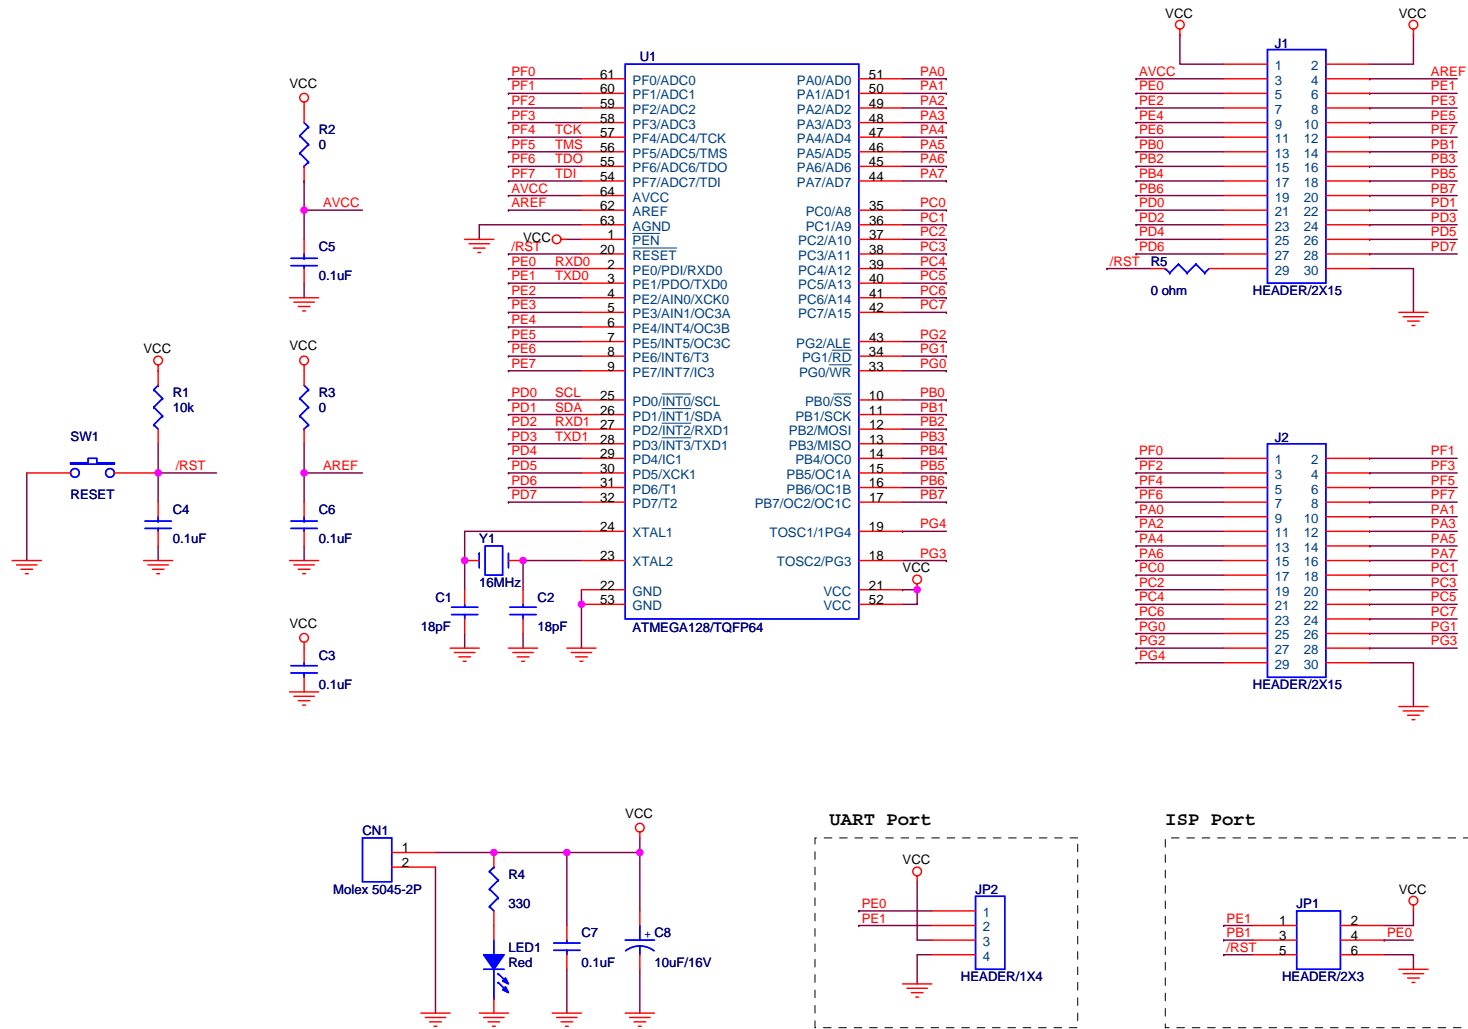 VCC
R2
0
AVCC
C5
0.1uF
VCC
R1
10k
SW1
/RST
RESET
C4
0.1uF
VCC
R3
0
AREF
C6
0.1uF
VCC
C3
0.1uF
U1
PF0 61 PF0/ADC0 PA0/AD0 51 PA0
PF1 60 PF1/ADC1 PA1/AD1 50 PA1
PF2 59 PF2/ADC2 PA2/AD2 49 PA2
PF3 58 PF3/ADC3 PA3/AD3 48 PA3
PF4 TCK 57 PF4/ADC4/TCK PA4/AD4 47 PA4
PF5 TMS 56 PF5/ADC5/TMS PA5/AD5 46 PA5
PF6 TDO 55 PF6/ADC6/TDO PA6/AD6 45 PA6
PF7 TDI 54 PF7/ADC7/TDI PA7/AD7 44 PA7
AVCC 64 AVCC
AREF 62 AREF PC0/A8 35 PC0
63 AGND PC1/A9 36 PC1
VCC 1 PEN PC2/A10 37 PC2
/RST 20 RESET PC3/A11 38 PC3
PE0 RXD0 2 PE0/PDI/RXD0 PC4/A12 39 PC4
PE1 TXD0 3 PE1/PDO/TXD0 PC5/A13 40 PC5
PE2 4 PE2/AIN0/XCK0 PC6/A14 41 PC6
PE3 5 PE3/AIN1/OC3A PC7/A15 42 PC7
PE4 6 PE4/INT4/OC3B
PE5 7 PE5/INT5/OC3C PG2/ALE 43 PG2
PE6 8 PE6/INT6/T3 PG1/RD 34 PG1
PE7 9 PE7/INT7/IC3 PG0/WR 33 PG0
PD0 SCL 25 PD0/INT0/SCL PB0/SS 10 PB0
PD1 SDA 26 PD1/INT1/SDA PB1/SCK 11 PB1
PD2 RXD1 27 PD2/INT2/RXD1 PB2/MOSI 12 PB2
PD3 TXD1 28 PD3/INT3/TXD1 PB3/MISO 13 PB3
PD4 29 PD4/IC1 PB4/OC0 14 PB4
PD5 30 PD5/XCK1 PB5/OC1A 15 PB5
PD6 31 PD6/T1 PB6/OC1B 16 PB6
PD7 32 PD7/T2 PB7/OC2/OC1C 17 PB7
24 XTAL1 TOSC1/1PG4 19 PG4
23 XTAL2 TOSC2/PG3 18 PG3
VCC
22 GND VCC 21
53 GND VCC 52
ATMEGA128/TQFP64
Y1
16MHz
C1
18pF
C2
18pF
VCC VCC
J1
1 2
AVCC 3 4 AREF
PE0 5 6 PE1
PE2 7 8 PE3
PE4 9 10 PE5
PE6 11 12 PE7
PB0 13 14 PB1
PB2 15 16 PB3
PB4 17 18 PB5
PB6 19 20 PB7
PD0 21 22 PD1
PD2 23 24 PD3
PD4 25 26 PD5
PD6 27 28 PD7
/RST R5 29 30
0 ohm
HEADER/2X15
J2
PF0 1 2 PF1
PF2 3 4 PF3
PF4 5 6 PF5
PF6 7 8 PF7
PA0 9 10 PA1
PA2 11 12 PA3
PA4 13 14 PA5
PA6 15 16 PA7
PC0 17 18 PC1
PC2 19 20 PC3
PC4 21 22 PC5
PC6 23 24 PC7
PG0 25 26 PG1
PG2 27 28 PG3
PG4 29 30
HEADER/2X15
CN1
1
2
Molex 5045-2P
VCC
R4
330
LED1
Red
C7
0.1uF
+ C8
10uF/16V
UART Port
VCC
JP2
PE0 1
PE1 2
3
4
HEADER/1X4
ISP Port
VCC
JP1
PE1 1 2
PB1 3 4 PE0
/RST 5 6
HEADER/2X3